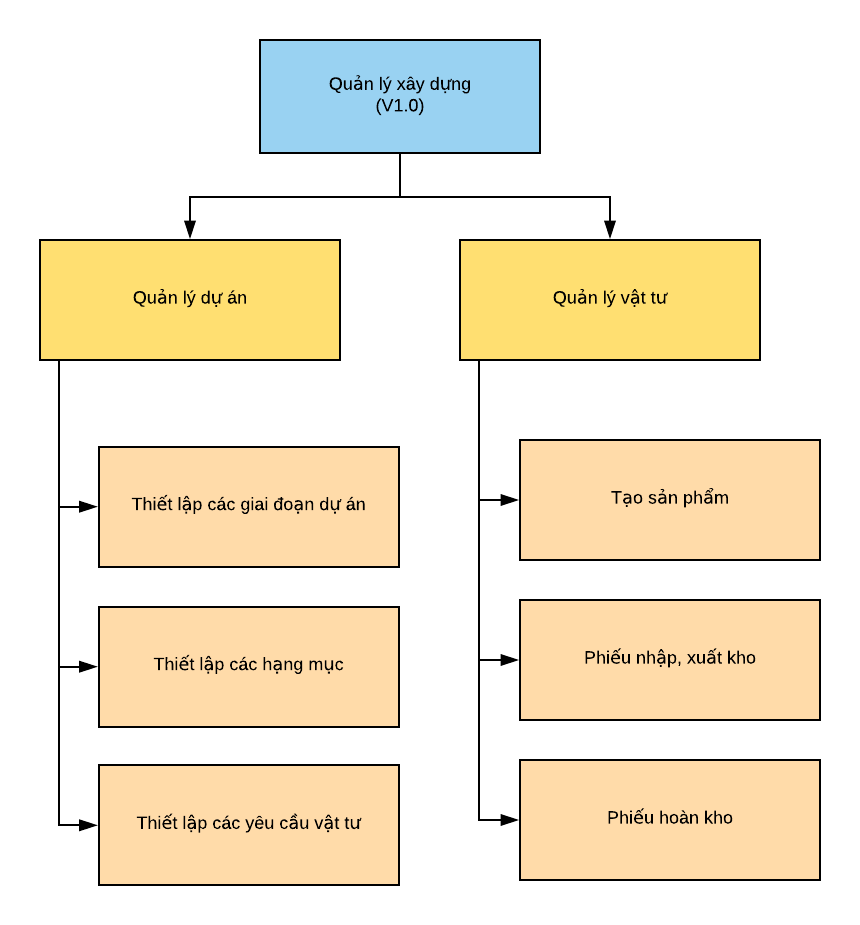 Quản lý xây dựng
(V1.0)
Quản lý dự án
Quản lý vật tư
Thiết lập các giai đoạn dự án
Thiết lập các hạng mục
Thiết lập các yêu cầu vật tư
Tạo sản phẩm
Phiếu nhập, xuất kho
Phiếu hoàn kho